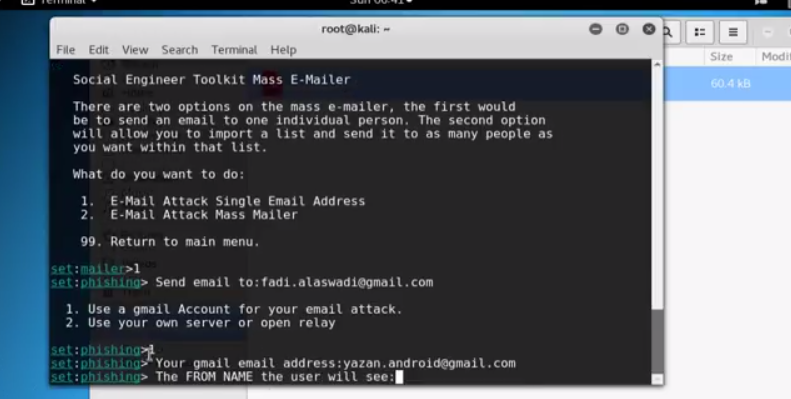 Terminal
Sun 06:41
root@kali: ~
File Edit View Search Terminal Help
Size Modi
60.4 kB
Social Engineer Toolkit Mass E-Mailer
There are two options on the mass e-mailer, the first would
be to send an email to one individual person. The second option
will allow you to import a list and send it to as many people as
you want within that list.
What do you want to do:
1. E-Mail Attack Single Email Address
2. E-Mail Attack Mass Mailer
99. Return to main menu.
set:mailer>1
set:phishing> Send email to:fadi.alaswadi@gmail.com
1. Use a gmail Account for your email attack.
2. Use your own server or open relay
set:phishing>1
set:phishing> Your gmail email address:yazan.android@gmail.com
set:phishing> The FROM NAME the user will see: